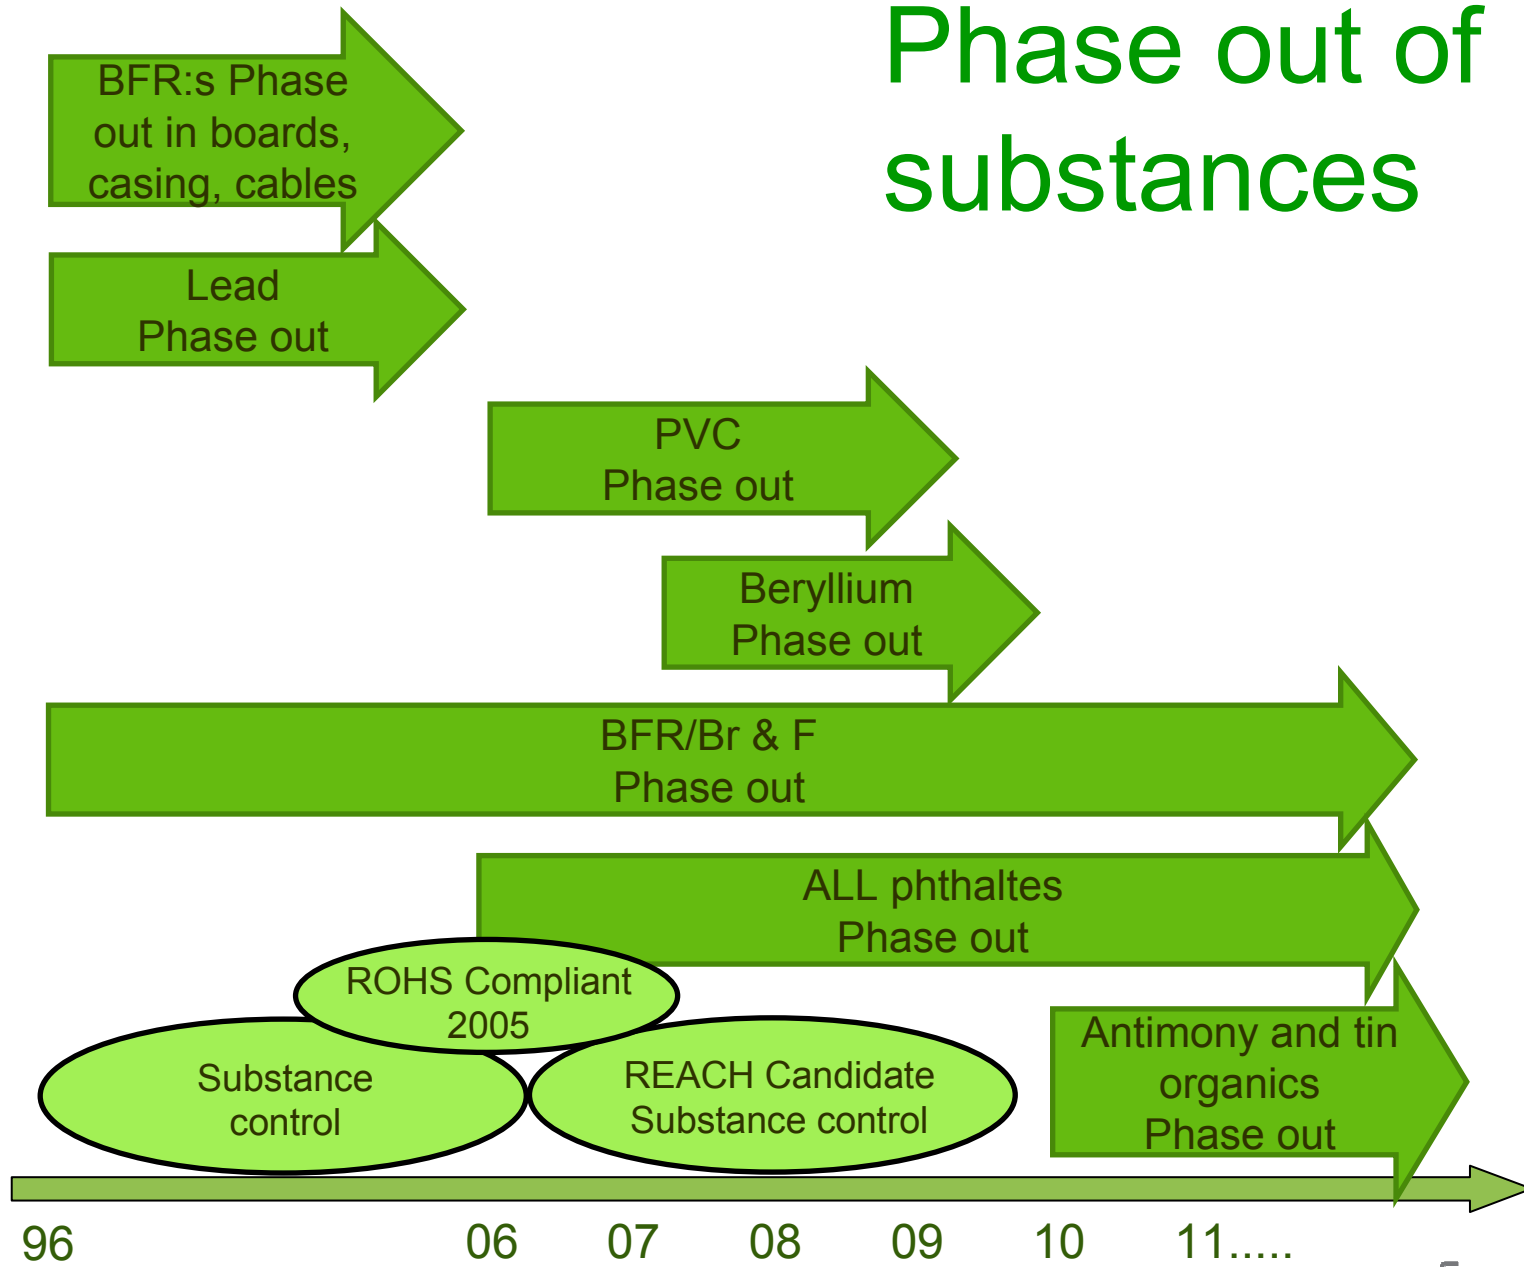 Phase out of
substances
BFR:s Phase
out in boards,
casing, cables
Lead
Phase out
PVC
Phase out
Beryllium
Phase out
BFR/Br & F
Phase out
ALL phthaltes
Phase out
ROHS Compliant
2005
Substance
control
REACH Candidate
Substance control
Antimony and tin
organics
Phase out
96 06 07 08 09 10 11.....